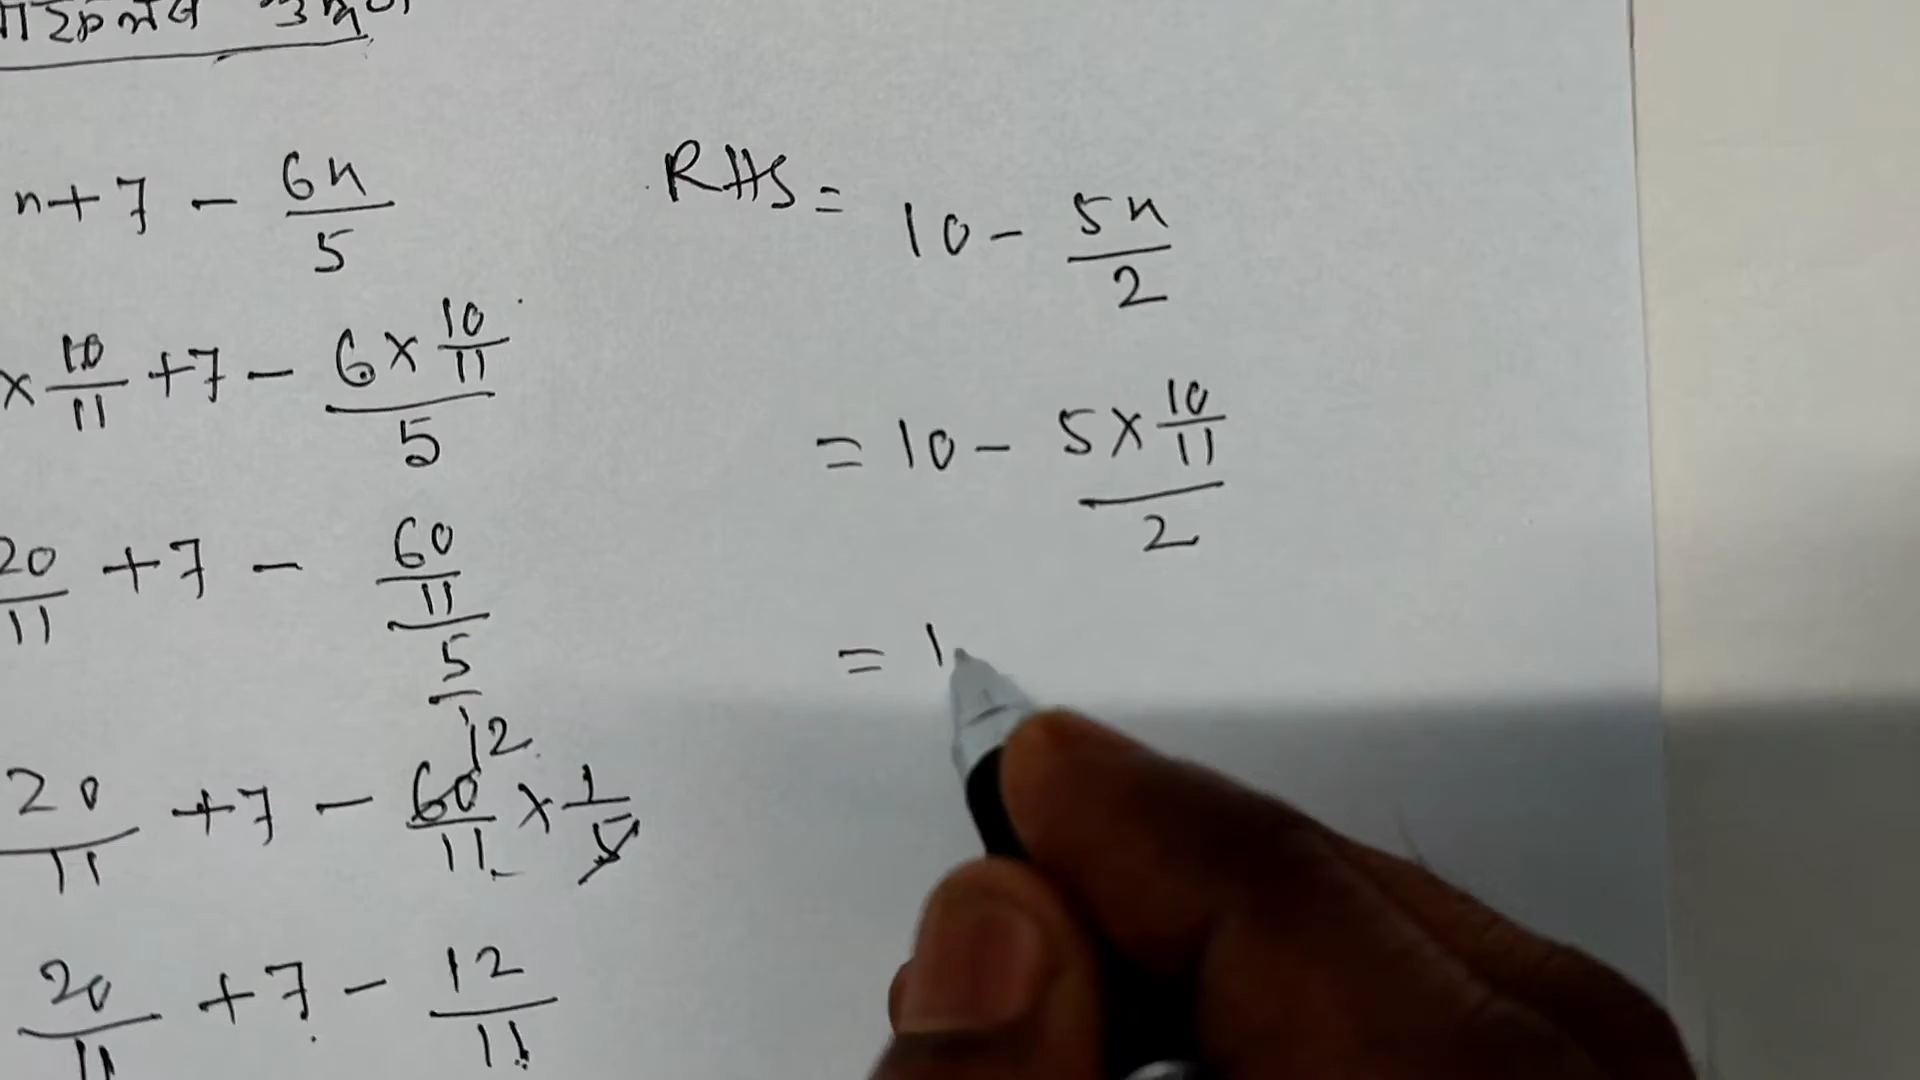 n+7 - 6n/5
× 10/11 +7 - (6 × 10/11)/5
20/11 +7 - (60/11)/(5/1)
20/11 +7 - 60/11 × 1/5 12
20/11 +7 - 12/11
RHS = 10 - 5n/2
= 10 - (5 × 10/11)/2
= 1